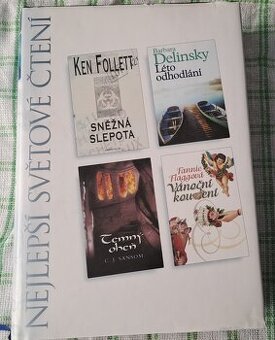 NEJLEPŠÍ SVĚTOVÉ ČTENÍ
KEN FOLLETT
SNĚŽNÁ
SLEPOTA
Barbara
Delinsky
Léto
odhodlání
Temný
oheň
C. J. SANSOM
Fannie
Flaggová
Vánoční
kouzlení